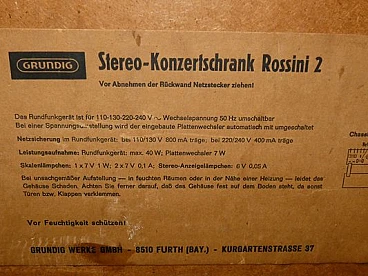 GRUNDIG
Stereo-Konzertschrank Rossini 2
Vor Abnehmen der Rückwand Netzstecker ziehen!
Das Rundfunkgerät ist für 110-130-220-240 V ~ Wechselspannung 50 Hz umschaltbar
Bei einer Spannungsumstellung wird der eingebaute Plattenwechsler automatisch mit umgeschaltet
Netzsicherung im Rundfunkgerät: bei 110/130 V 800 mA träge; bei 220/240 V 400 mA träge
Leistungsaufnahme: Rundfunkgerät: max. 40 W; Plattenwechsler 7 W
Skalenlämpchen: 1 x 7 V 1 W; 2 x 7 V 0,1 A; Stereo-Anzeigelämpchen: 6 V 0,05 A
Bei unsachgemäßer Aufstellung — in feuchten Räumen oder in der Nähe einer Heizung — leidet das
Gehäuse Schaden. Achten Sie ferner darauf, daß das Gehäuse fest auf dem Boden steht, da sonst
Türen bzw. Klappen verklemmen.
Vor Feuchtigkeit schützen!
GRUNDIG WERKE GMBH – 8510 FÜRTH (BAY.) – KURGARTENSTRASSE 37
Chass